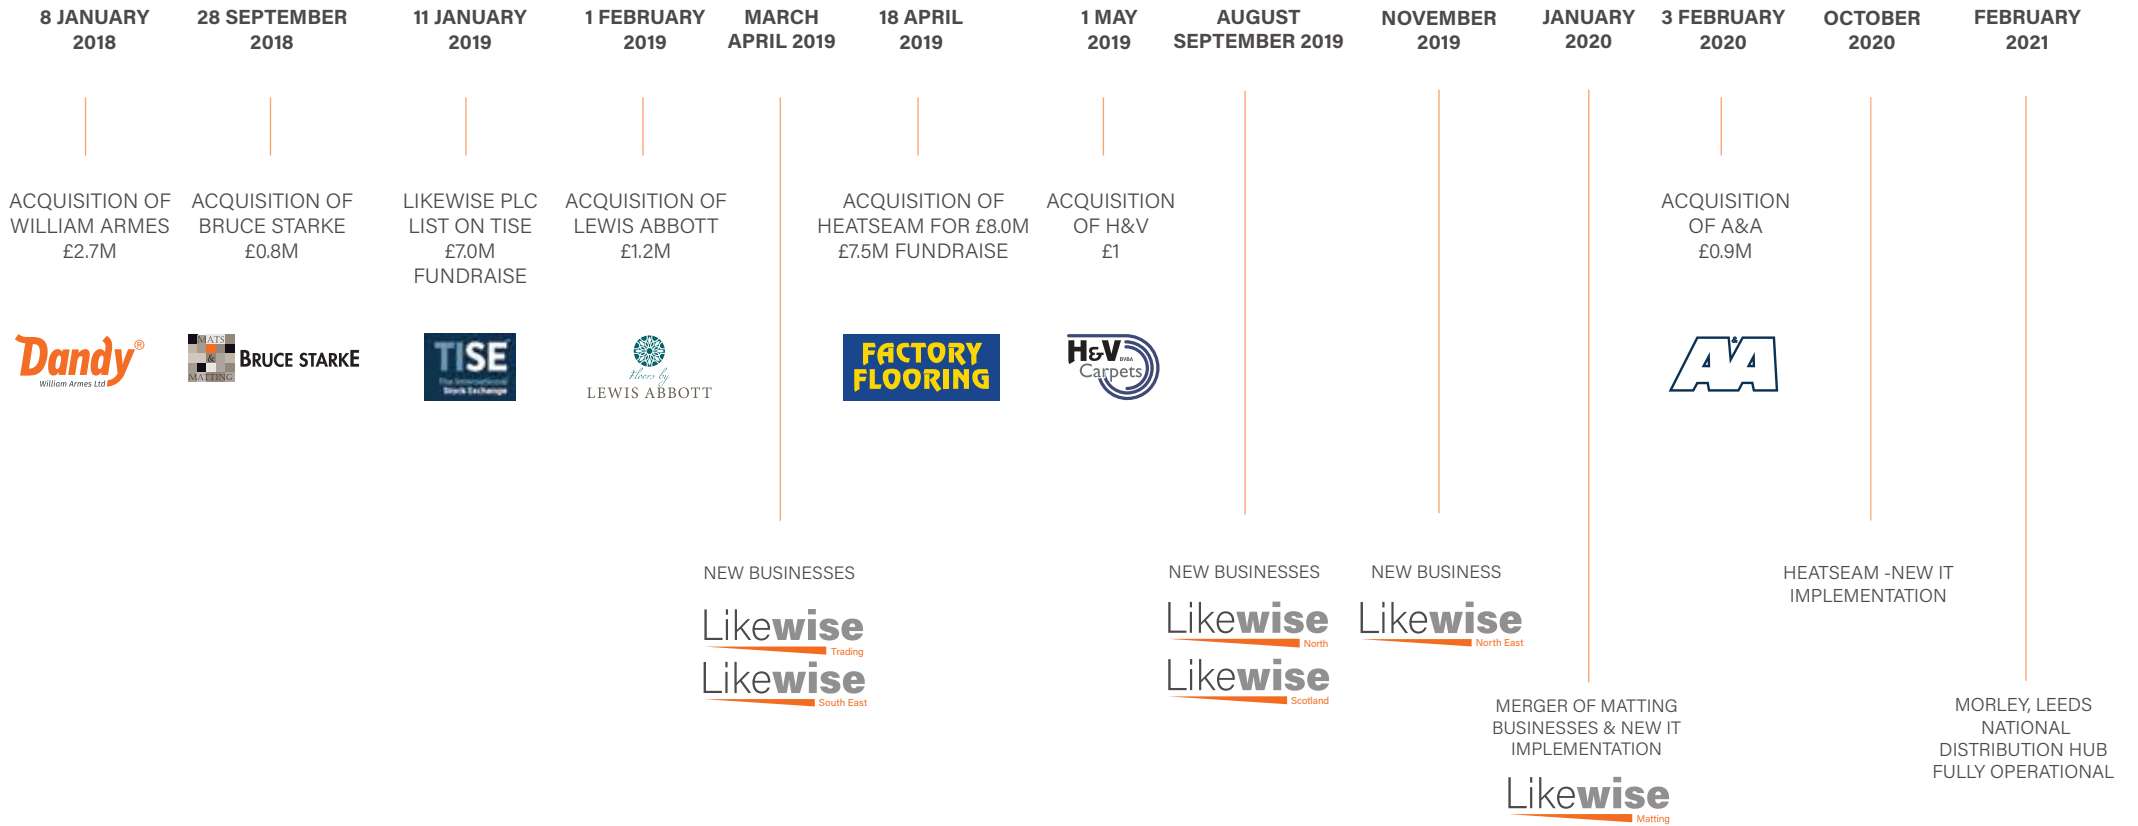 8 JANUARY
2018
28 SEPTEMBER
2018
11 JANUARY
2019
1 FEBRUARY
2019
MARCH
APRIL 2019
18 APRIL
2019
1 MAY
2019
AUGUST
SEPTEMBER 2019
NOVEMBER
2019
JANUARY
2020
3 FEBRUARY
2020
OCTOBER
2020
FEBRUARY
2021
ACQUISITION OF
WILLIAM ARMES
£2.7M
ACQUISITION OF
BRUCE STARKE
£0.8M
LIKEWISE PLC
LIST ON TISE
£7.0M
FUNDRAISE
ACQUISITION OF
LEWIS ABBOTT
£1.2M
ACQUISITION OF
HEATSEAM FOR £8.0M
£7.5M FUNDRAISE
ACQUISITION
OF H&V
£1
ACQUISITION
OF A&A
£0.9M
Dandy®
William Armes Ltd
MATS
&
MATTING
BRUCE STARKE
TISE
The International
Stock Exchange
Floors by
LEWIS ABBOTT
FACTORY
FLOORING
H&V BVBA
Carpets
A&A
NEW BUSINESSES
Likewise
Trading
Likewise
South East
NEW BUSINESSES
Likewise
North
Likewise
Scotland
NEW BUSINESS
Likewise
North East
MERGER OF MATTING
BUSINESSES & NEW IT
IMPLEMENTATION
Likewise
Matting
HEATSEAM -NEW IT
IMPLEMENTATION
MORLEY, LEEDS
NATIONAL
DISTRIBUTION HUB
FULLY OPERATIONAL